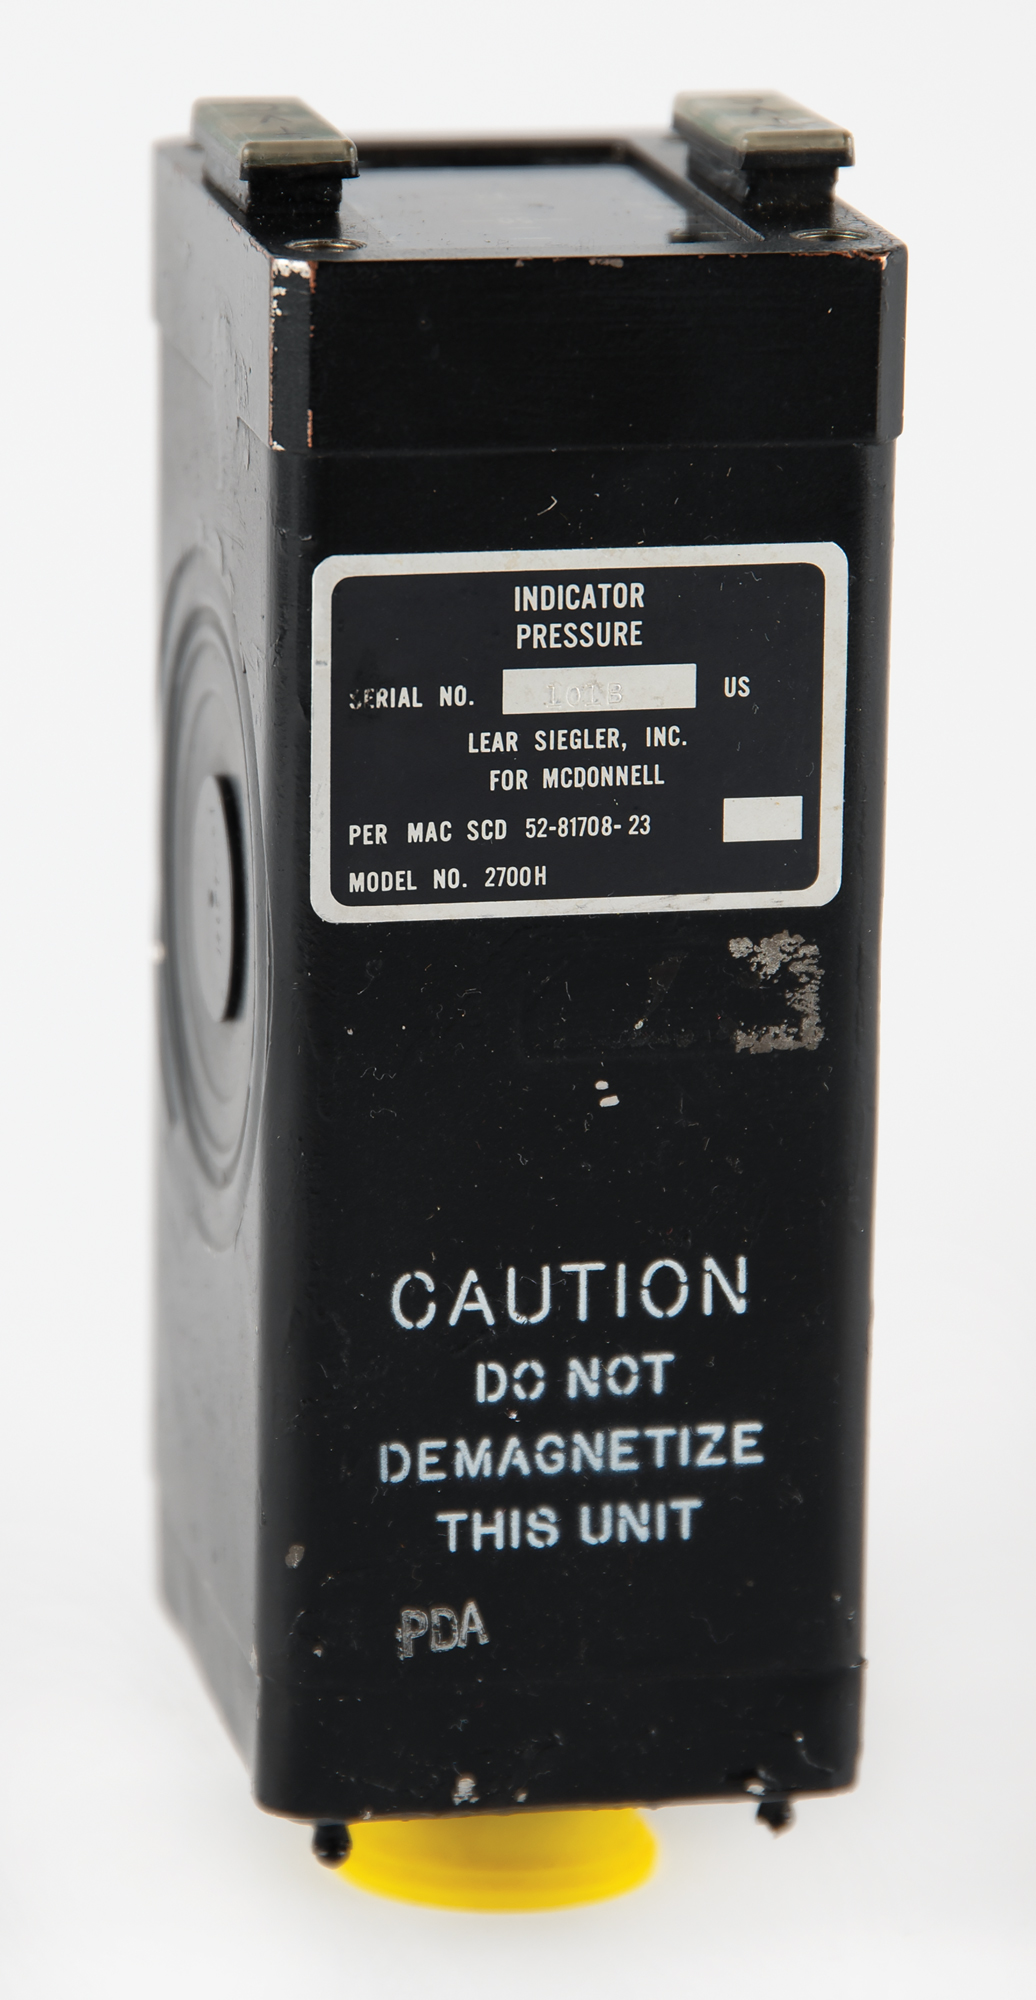 INDICATOR
PRESSURE
SERIAL NO. 101B US
LEAR SIEGLER, INC.
FOR MCDONNELL
PER MAC SCD 52-81708-23
MODEL NO. 2700H
CAUTION
DO NOT
DEMAGNETIZE
THIS UNIT
PDA